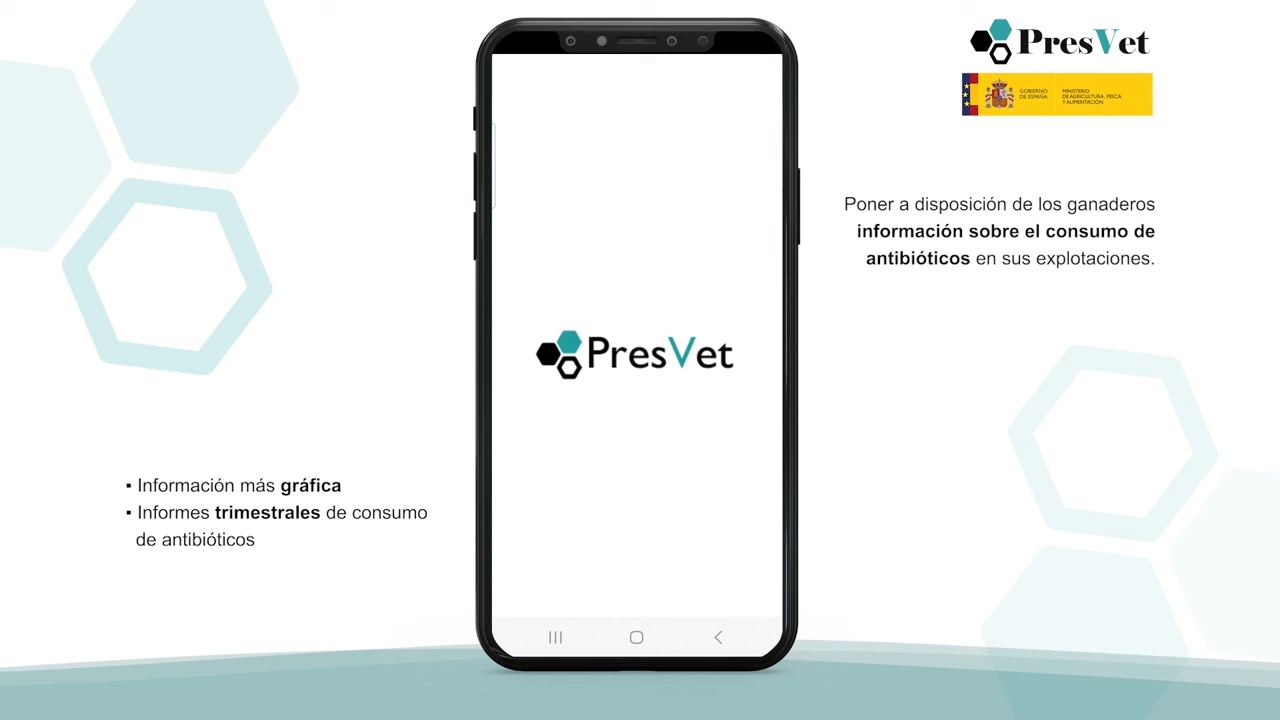 PresVet
GOBIERNO
DE ESPAÑA
MINISTERIO
DE AGRICULTURA, PESCA
Y ALIMENTACIÓN
Poner a disposición de los ganaderos
información sobre el consumo de
antibióticos en sus explotaciones.
PresVet
▪ Información más gráfica
▪ Informes trimestrales de consumo
de antibióticos